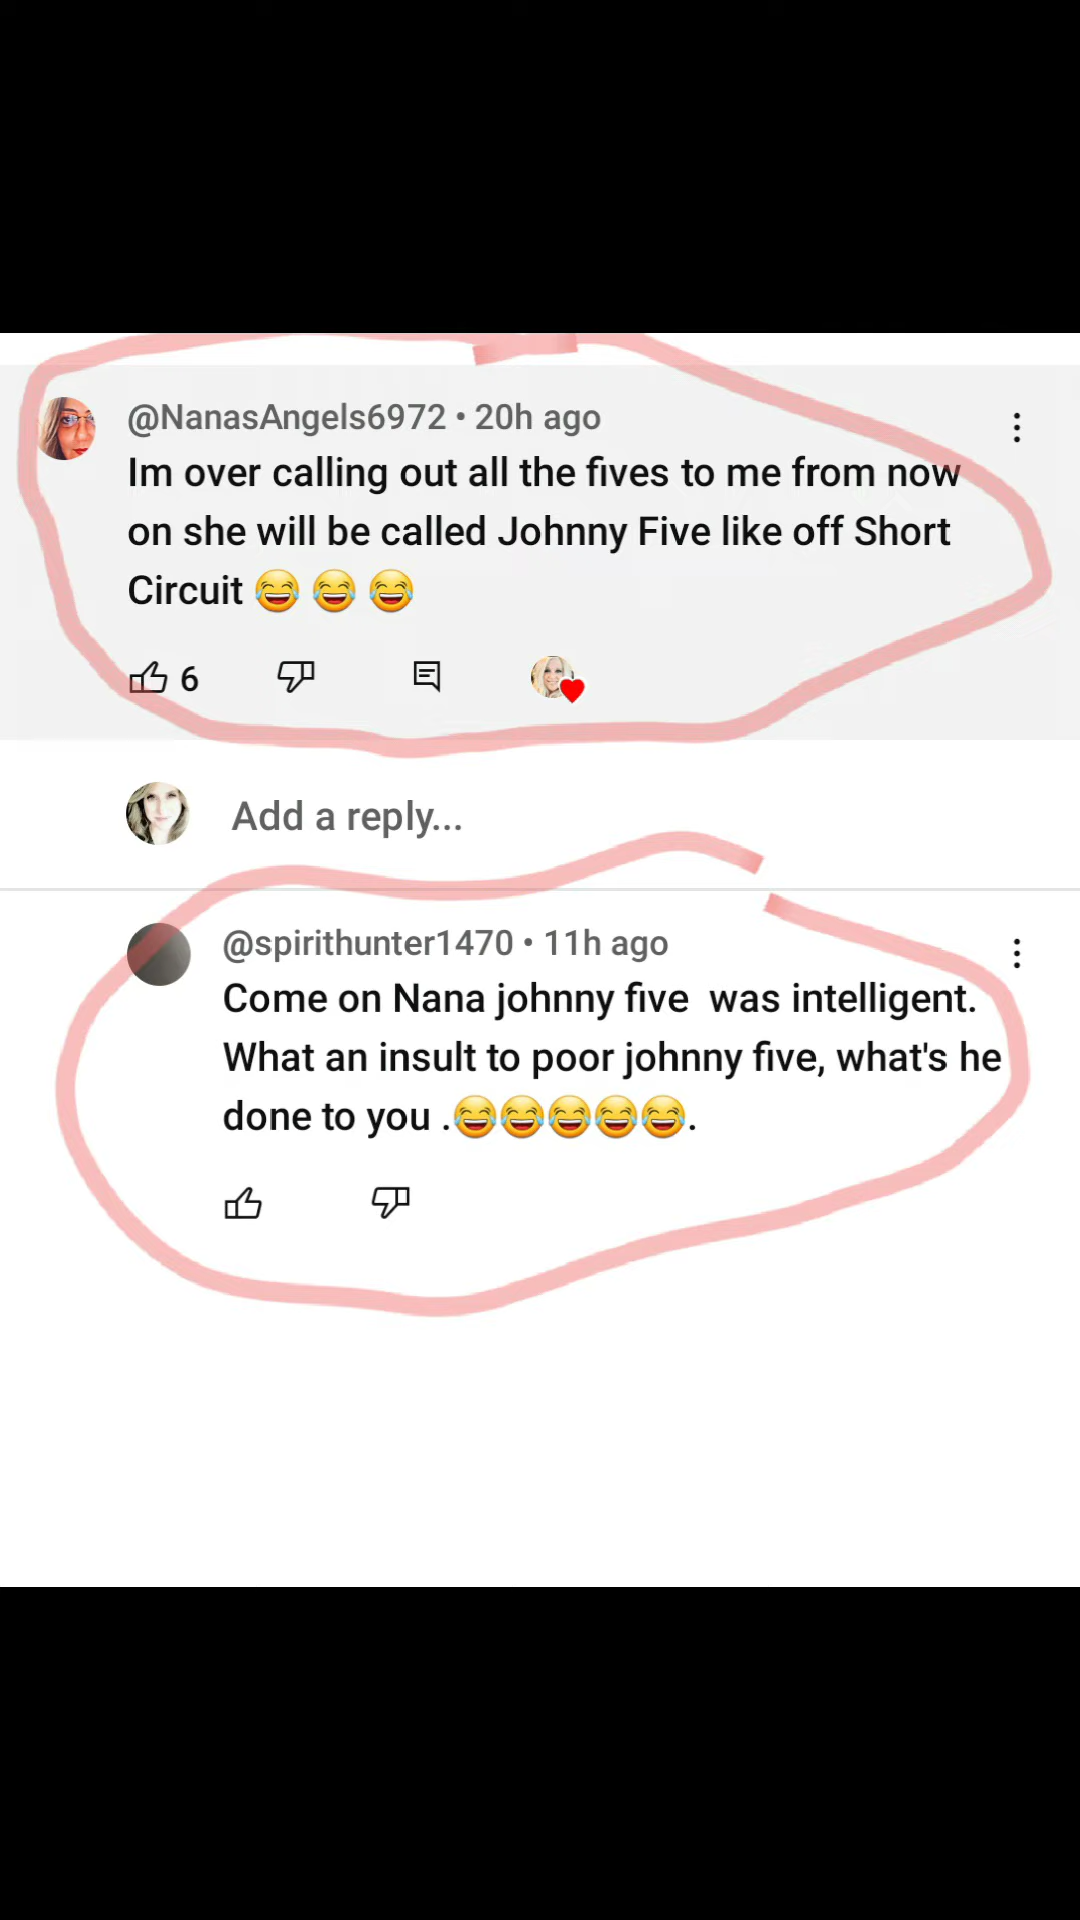 @NanasAngels6972 • 20h ago
Im over calling out all the fives to me from now
on she will be called Johnny Five like off Short
Circuit 😂 😂 😂
6
Add a reply...
@spirithunter1470 • 11h ago
Come on Nana johnny five  was intelligent.
What an insult to poor johnny five, what's he
done to you .😂😂😂😂😂.